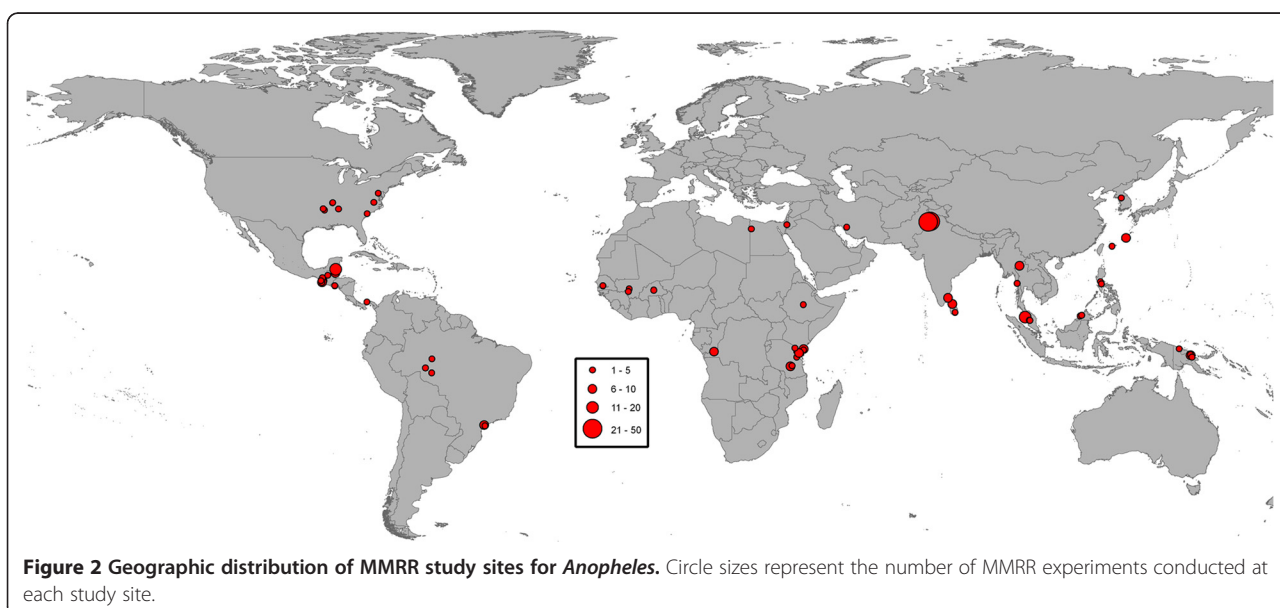 1 - 5
6 - 10
11 - 20
21 - 50
Figure 2 Geographic distribution of MMRR study sites for Anopheles. Circle sizes represent the number of MMRR experiments conducted at
each study site.